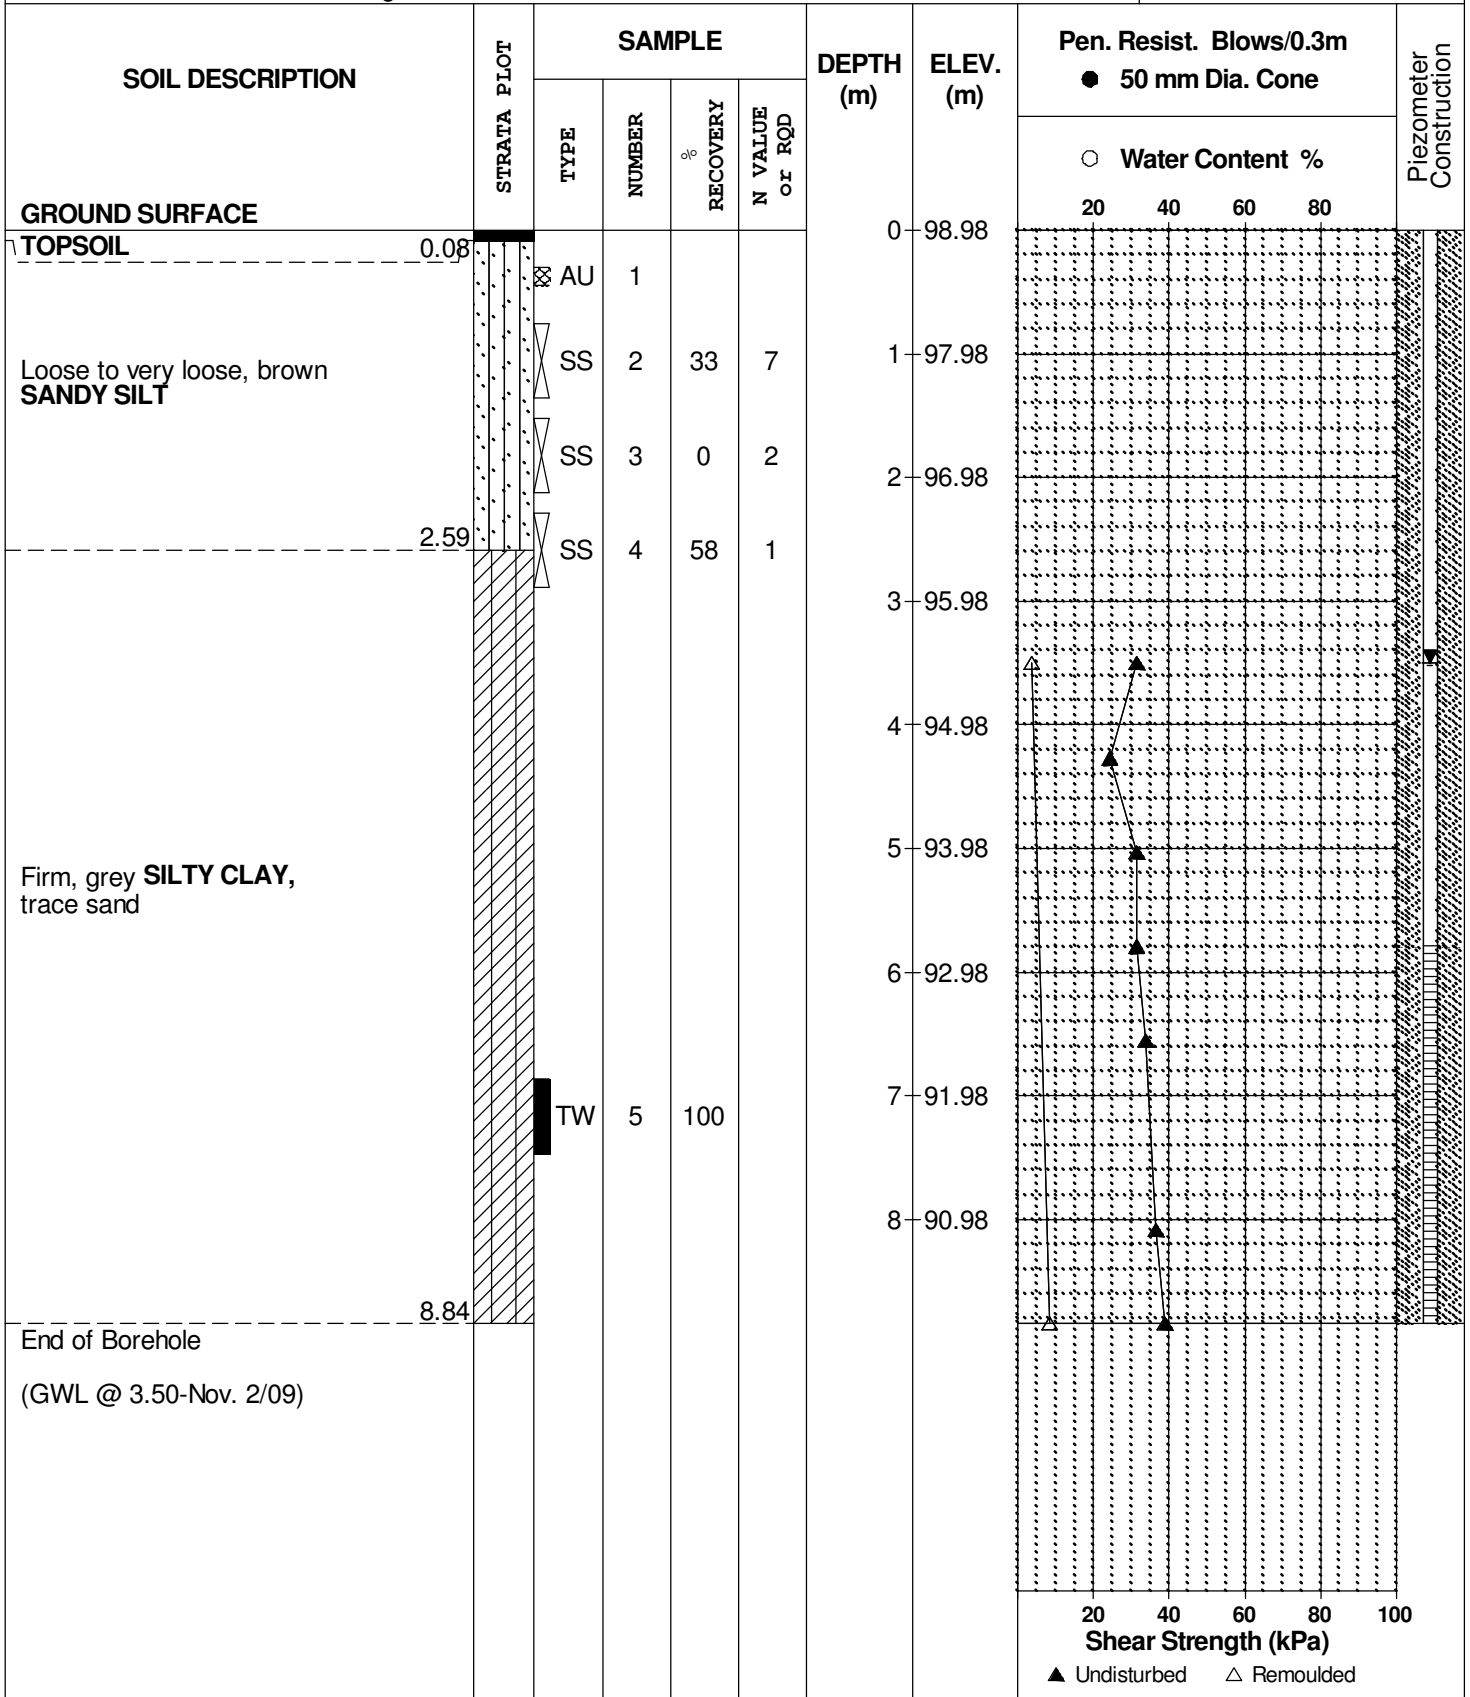 SOIL DESCRIPTION
STRATA PLOT
SAMPLE
TYPE
NUMBER
% RECOVERY
N VALUE or RQD
DEPTH (m)
ELEV. (m)
Pen. Resist. Blows/0.3m
● 50 mm Dia. Cone
○ Water Content %
20 40 60 80
Piezometer Construction
GROUND SURFACE
0 98.98
TOPSOIL 0.08
AU 1
Loose to very loose, brown
SANDY SILT
SS 2 33 7
1 97.98
SS 3 0 2
2 96.98
2.59
SS 4 58 1
3 95.98
4 94.98
5 93.98
Firm, grey SILTY CLAY,
trace sand
6 92.98
7 91.98
TW 5 100
8 90.98
8.84
End of Borehole
(GWL @ 3.50-Nov. 2/09)
20 40 60 80 100
Shear Strength (kPa)
▲ Undisturbed △ Remoulded